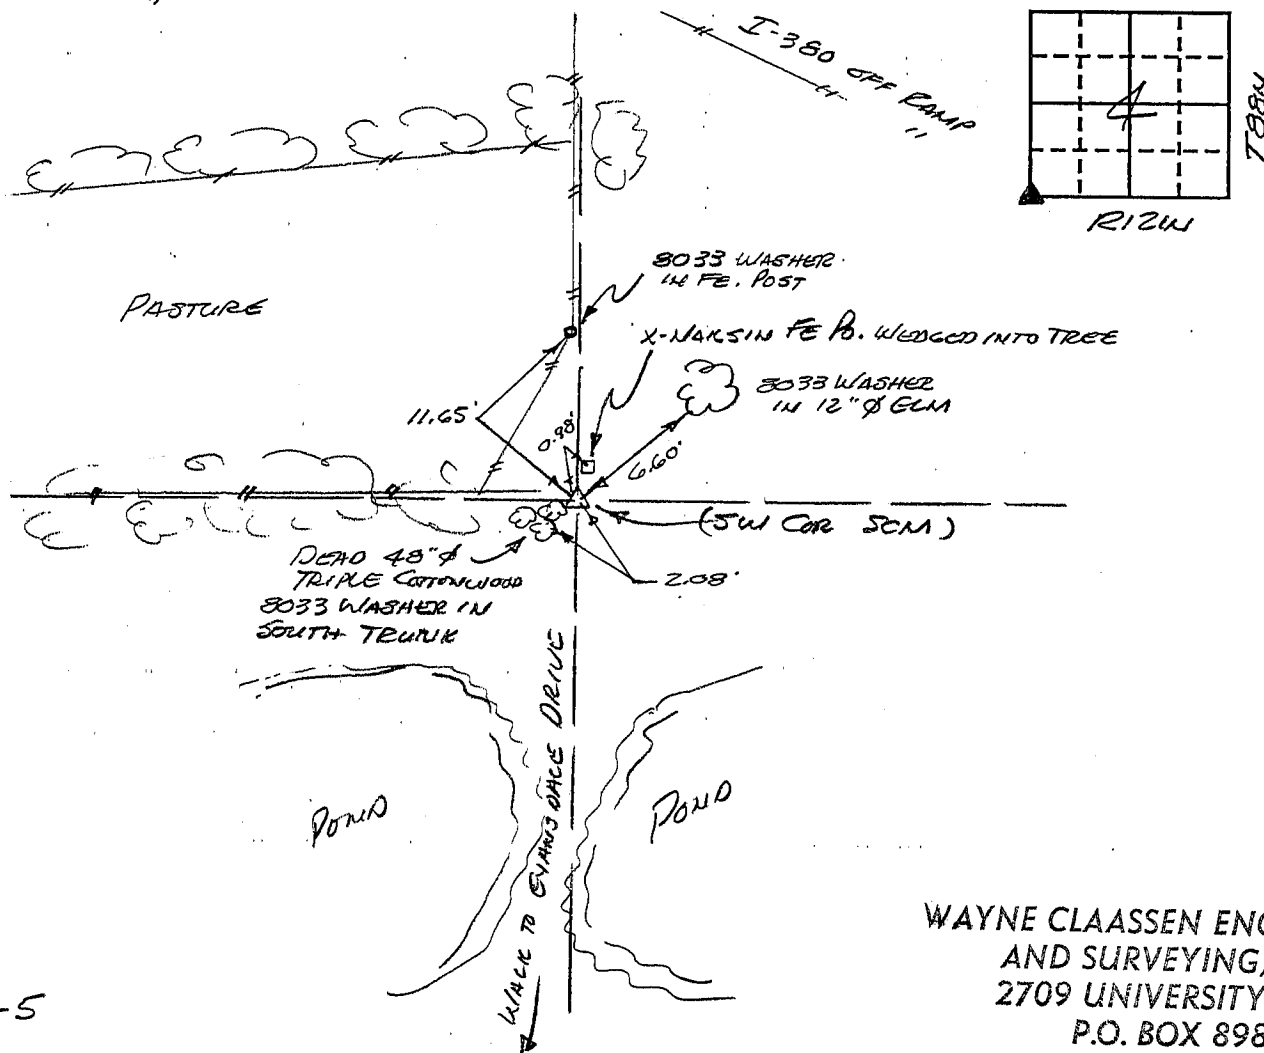 I-380 OFF RAMP
"
4
T88N
R12W
8033 WASHER
IN FE. POST
PASTURE
X-NAILS IN FE PO. WEDGED INTO TREE
8033 WASHER
IN 12"Ø ELM
11.65'
0.98'
6.60'
(SW COR SCM)
DEAD 48"Ø
TRIPLE COTTONWOOD
8033 WASHER IN
SOUTH TRUNK
2.08'
WALK TO EVANSDALE DRIVE
POND
POND
WAYNE CLAASSEN ENG
AND SURVEYING,
2709 UNIVERSITY
P.O. BOX 898
-5